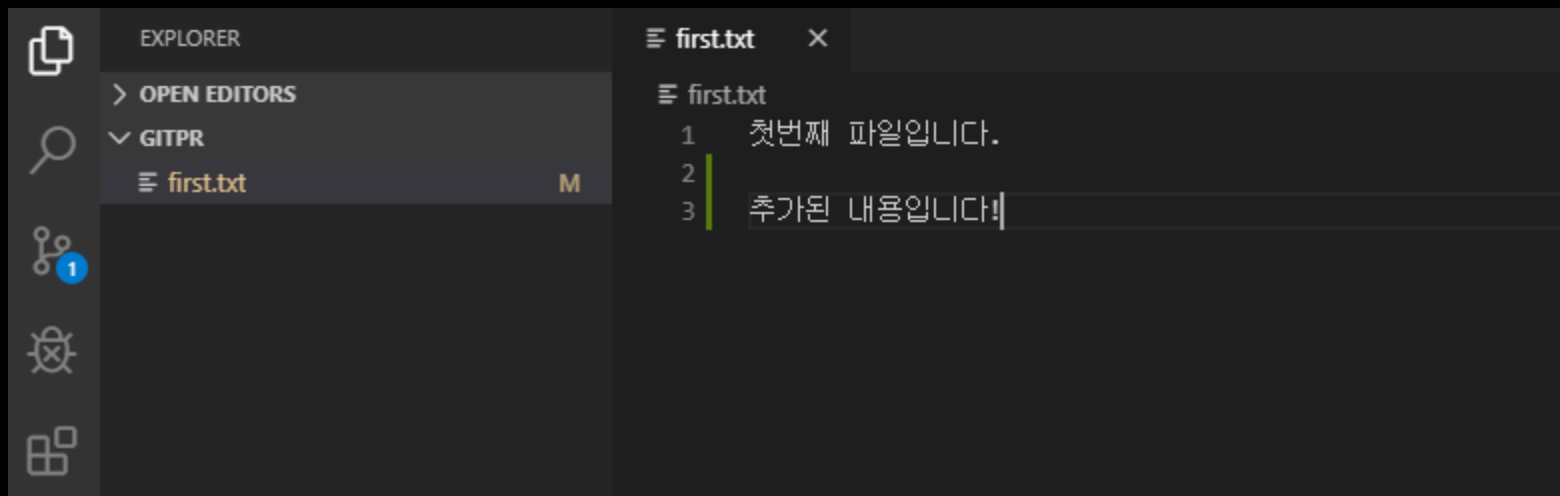 EXPLORER
OPEN EDITORS
GITPR
first.txt M
1
first.txt
first.txt
1 첫번째 파일입니다.
2
3 추가된 내용입니다!